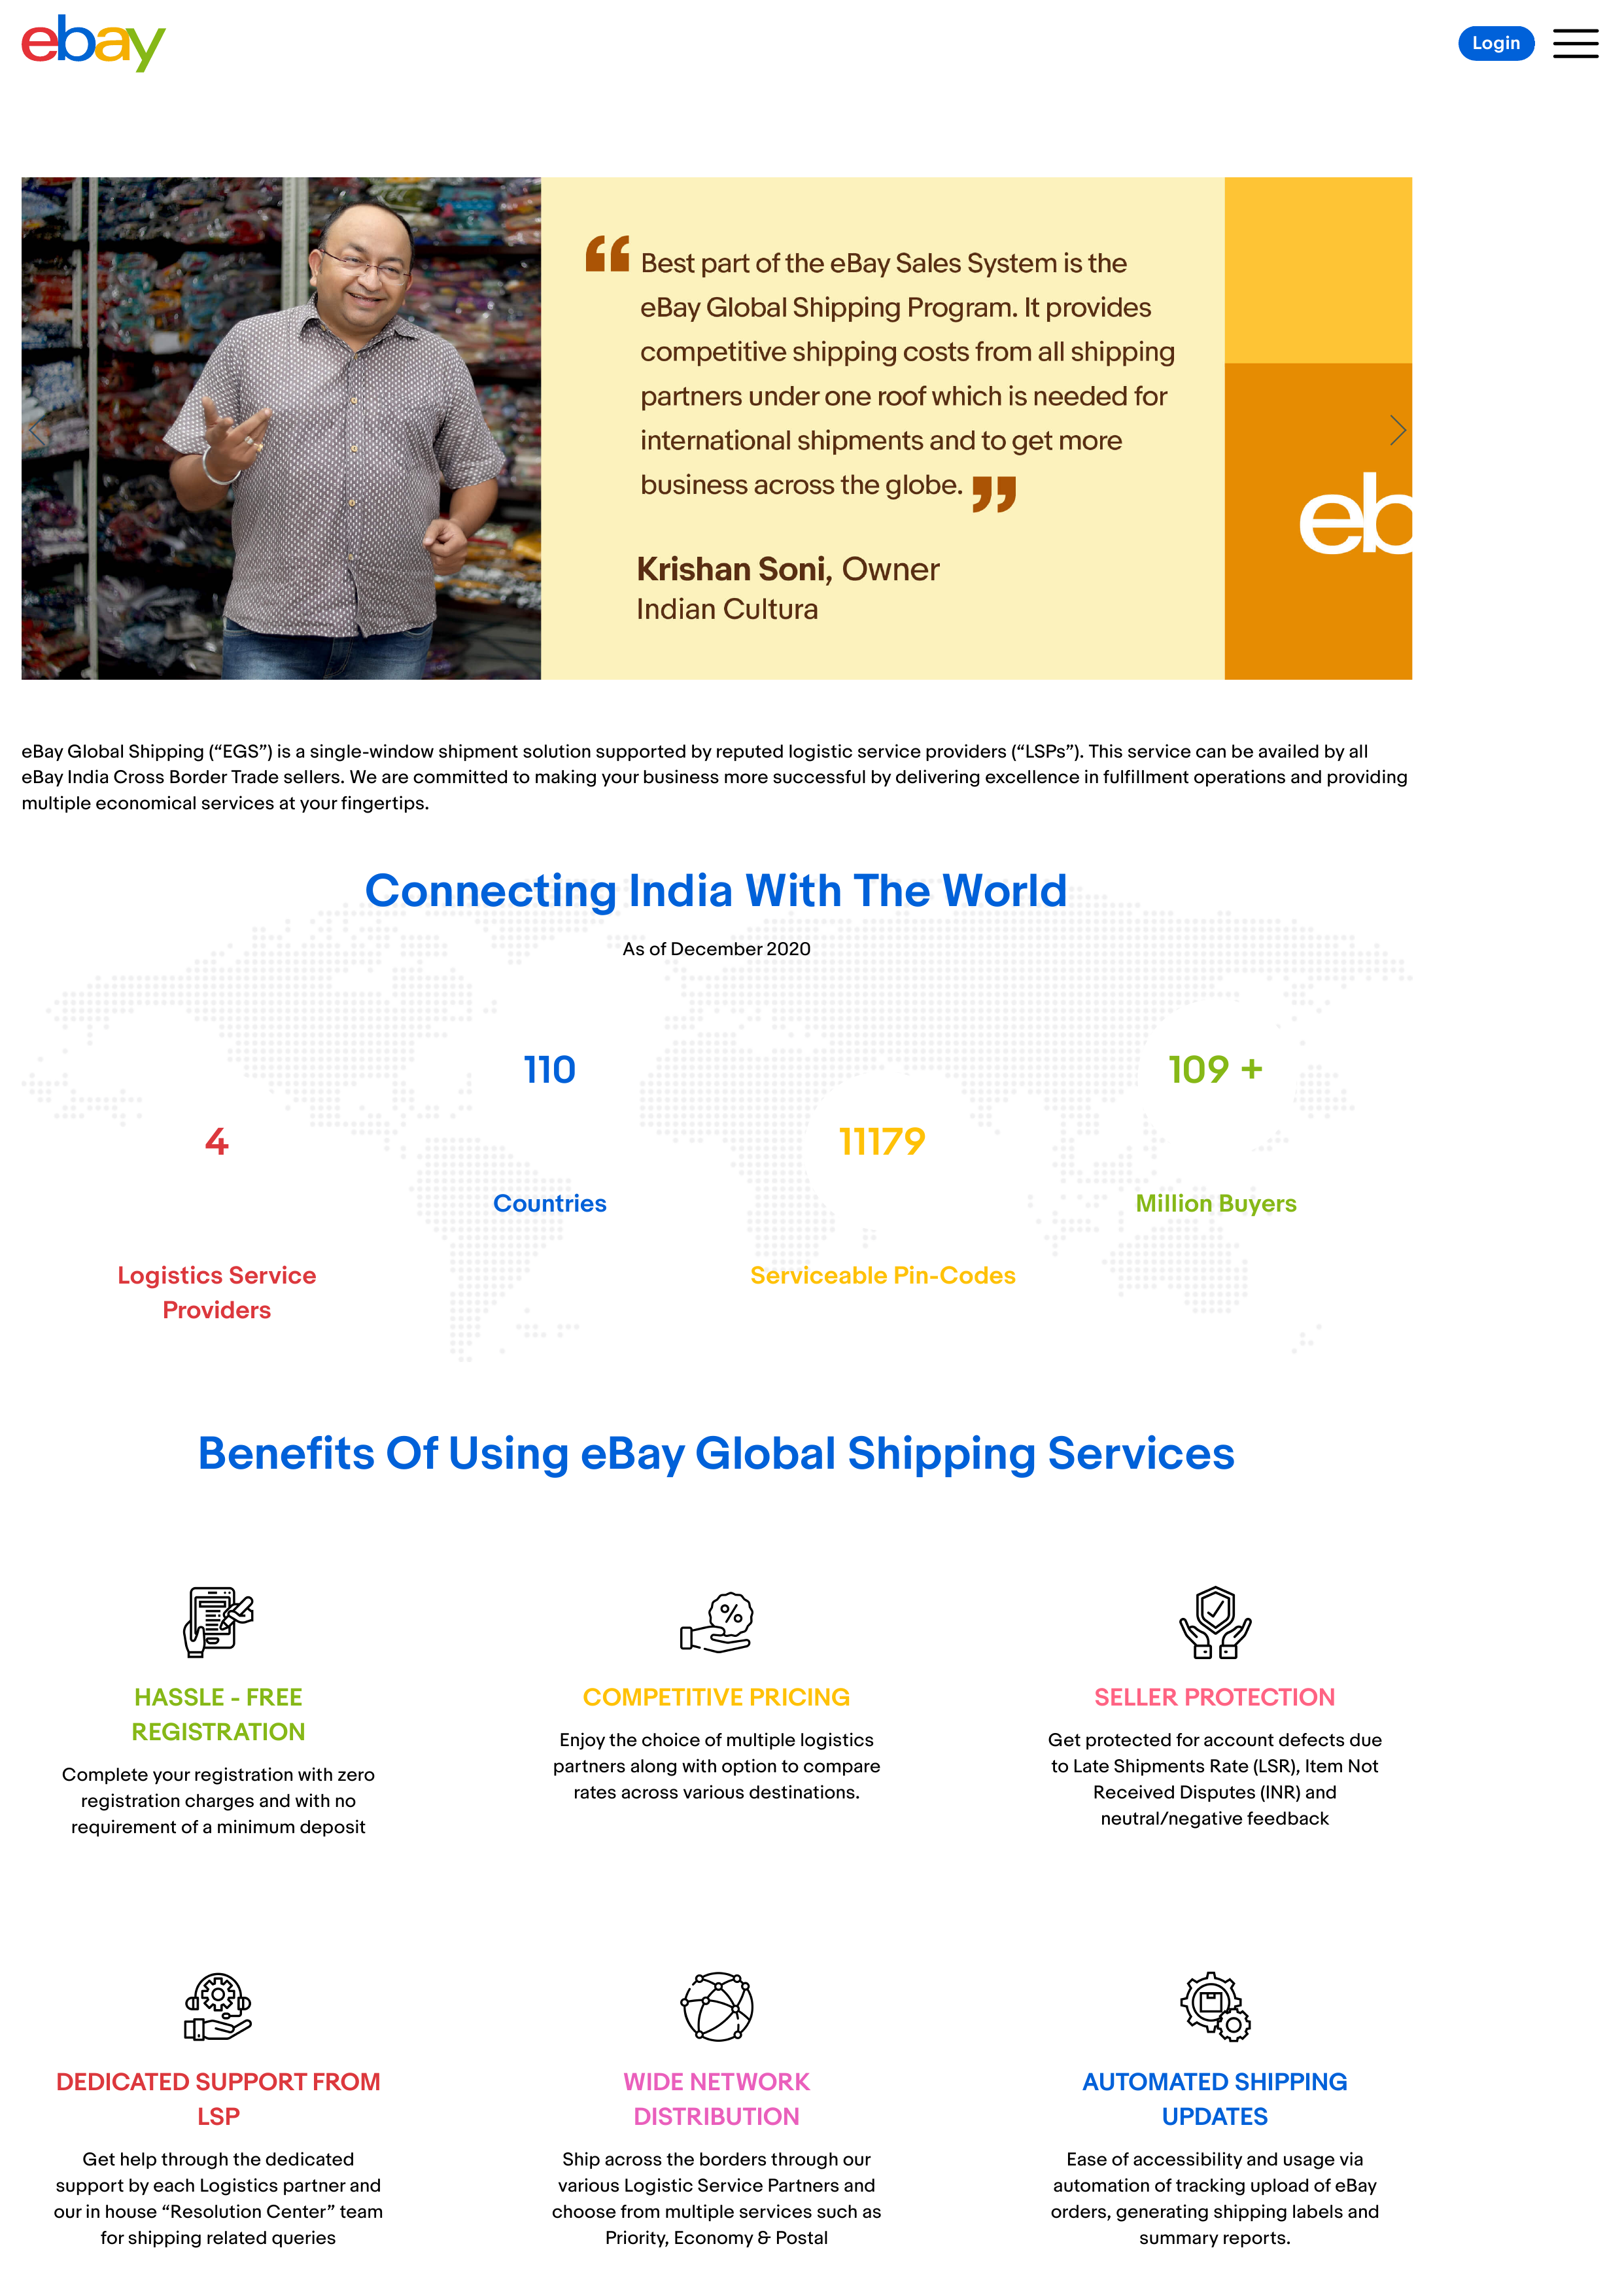 ebay
Login
“ Best part of the eBay Sales System is the
eBay Global Shipping Program. It provides
competitive shipping costs from all shipping
partners under one roof which is needed for
international shipments and to get more
business across the globe. ”
Krishan Soni, Owner
Indian Cultura
eb
eBay Global Shipping (“EGS”) is a single-window shipment solution supported by reputed logistic service providers (“LSPs”). This service can be availed by all
eBay India Cross Border Trade sellers. We are committed to making your business more successful by delivering excellence in fulfillment operations and providing
multiple economical services at your fingertips.
Connecting India With The World
As of December 2020
4
Logistics Service
Providers
110
Countries
11179
Serviceable Pin-Codes
109 +
Million Buyers
Benefits Of Using eBay Global Shipping Services
HASSLE - FREE
REGISTRATION
Complete your registration with zero
registration charges and with no
requirement of a minimum deposit
%
COMPETITIVE PRICING
Enjoy the choice of multiple logistics
partners along with option to compare
rates across various destinations.
SELLER PROTECTION
Get protected for account defects due
to Late Shipments Rate (LSR), Item Not
Received Disputes (INR) and
neutral/negative feedback
DEDICATED SUPPORT FROM
LSP
Get help through the dedicated
support by each Logistics partner and
our in house “Resolution Center” team
for shipping related queries
WIDE NETWORK
DISTRIBUTION
Ship across the borders through our
various Logistic Service Partners and
choose from multiple services such as
Priority, Economy & Postal
AUTOMATED SHIPPING
UPDATES
Ease of accessibility and usage via
automation of tracking upload of eBay
orders, generating shipping labels and
summary reports.